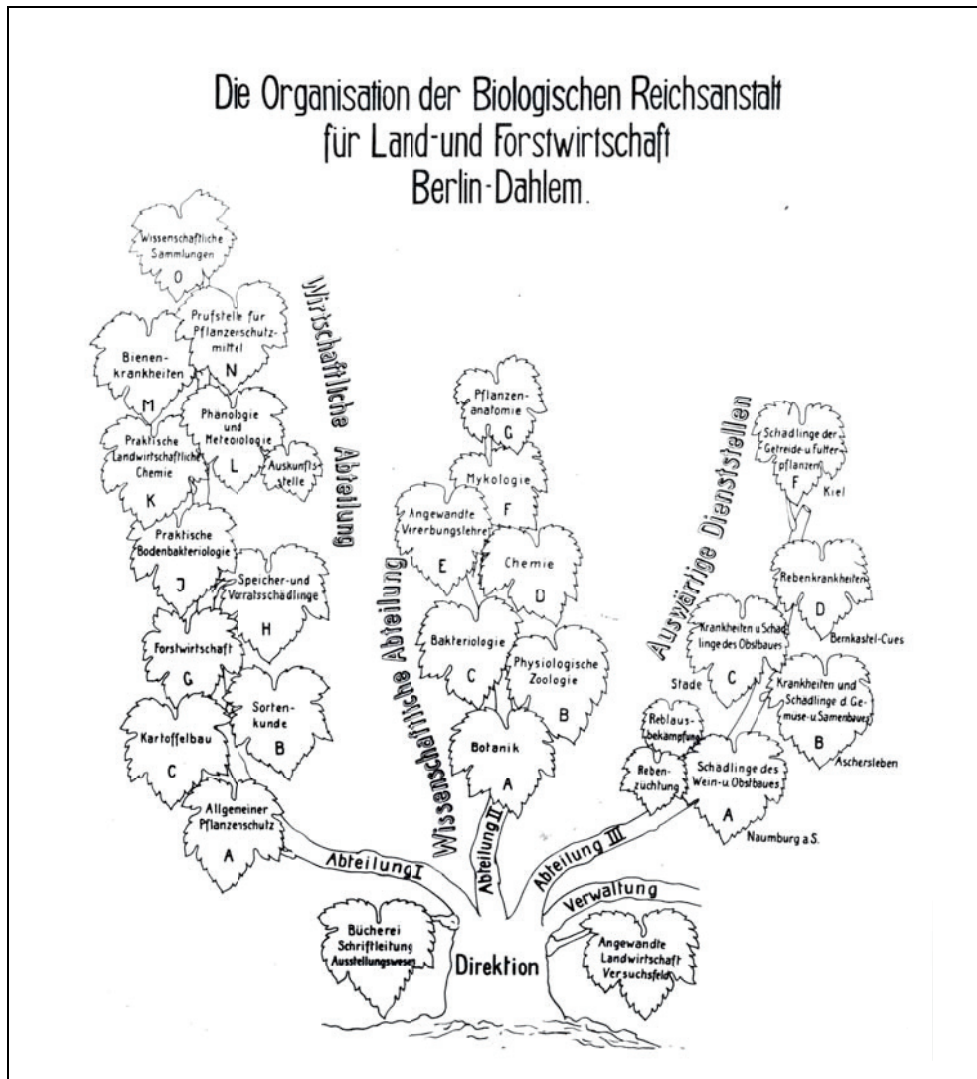 Die Organisation der Biologischen Reichsanstalt
für Land-und Forstwirtschaft
Berlin-Dahlem.
Wissenschaftliche
Sammlungen
O
Prüfstelle für
Pflanzerschutz-
mittel
N
Bienen-
krankheiten
M
Phänologie
und
Meteoiologie
L
Auskunfts-
stelle
Praktische
Landwirtschaftliche
Chemie
K
Praktische
Bodenbakteriologie
J
Speicher-und
Vorratsschädlinge
H
Forstwirtschaft
G
Sorten-
kunde
B
Kartoffelbau
C
Allgemeiner
Pflanzerschutz
A
Abteilung I
Wirtschaftliche Abteilung
Pflanzen-
anatomie
G
Mykologie
F
Angewandte
Vererbungslehre
E
Chemie
D
Bakteriologie
C
Physiologische
Zoologie
B
Botanik
A
Abteilung II
Wissenschaftliche Abteilung
Auswärtige Dienststellen
Schädlinge der
Getreide-u Futter-
pflanzen
F
Kiel
Rebenkrankheiten
D
Bernkastel-Cues
Krankheiten u Schäd
linge des Obstbaues
C
Stade
Krankheiten und
Schädlinge d. Ge-
müse-u. Samenbaues
B
Aschersleben
Reblaus-
bekämpfung
Reben-
züchtung
Schädlinge des
Wein-u. Obstbaues
A
Naumburg a.S.
Abteilung III
Verwaltung
Bücherei
Schriftleitung
Ausstellungswesen
Direktion
Angewandte
Landwirtschaft
Versuchsfeld